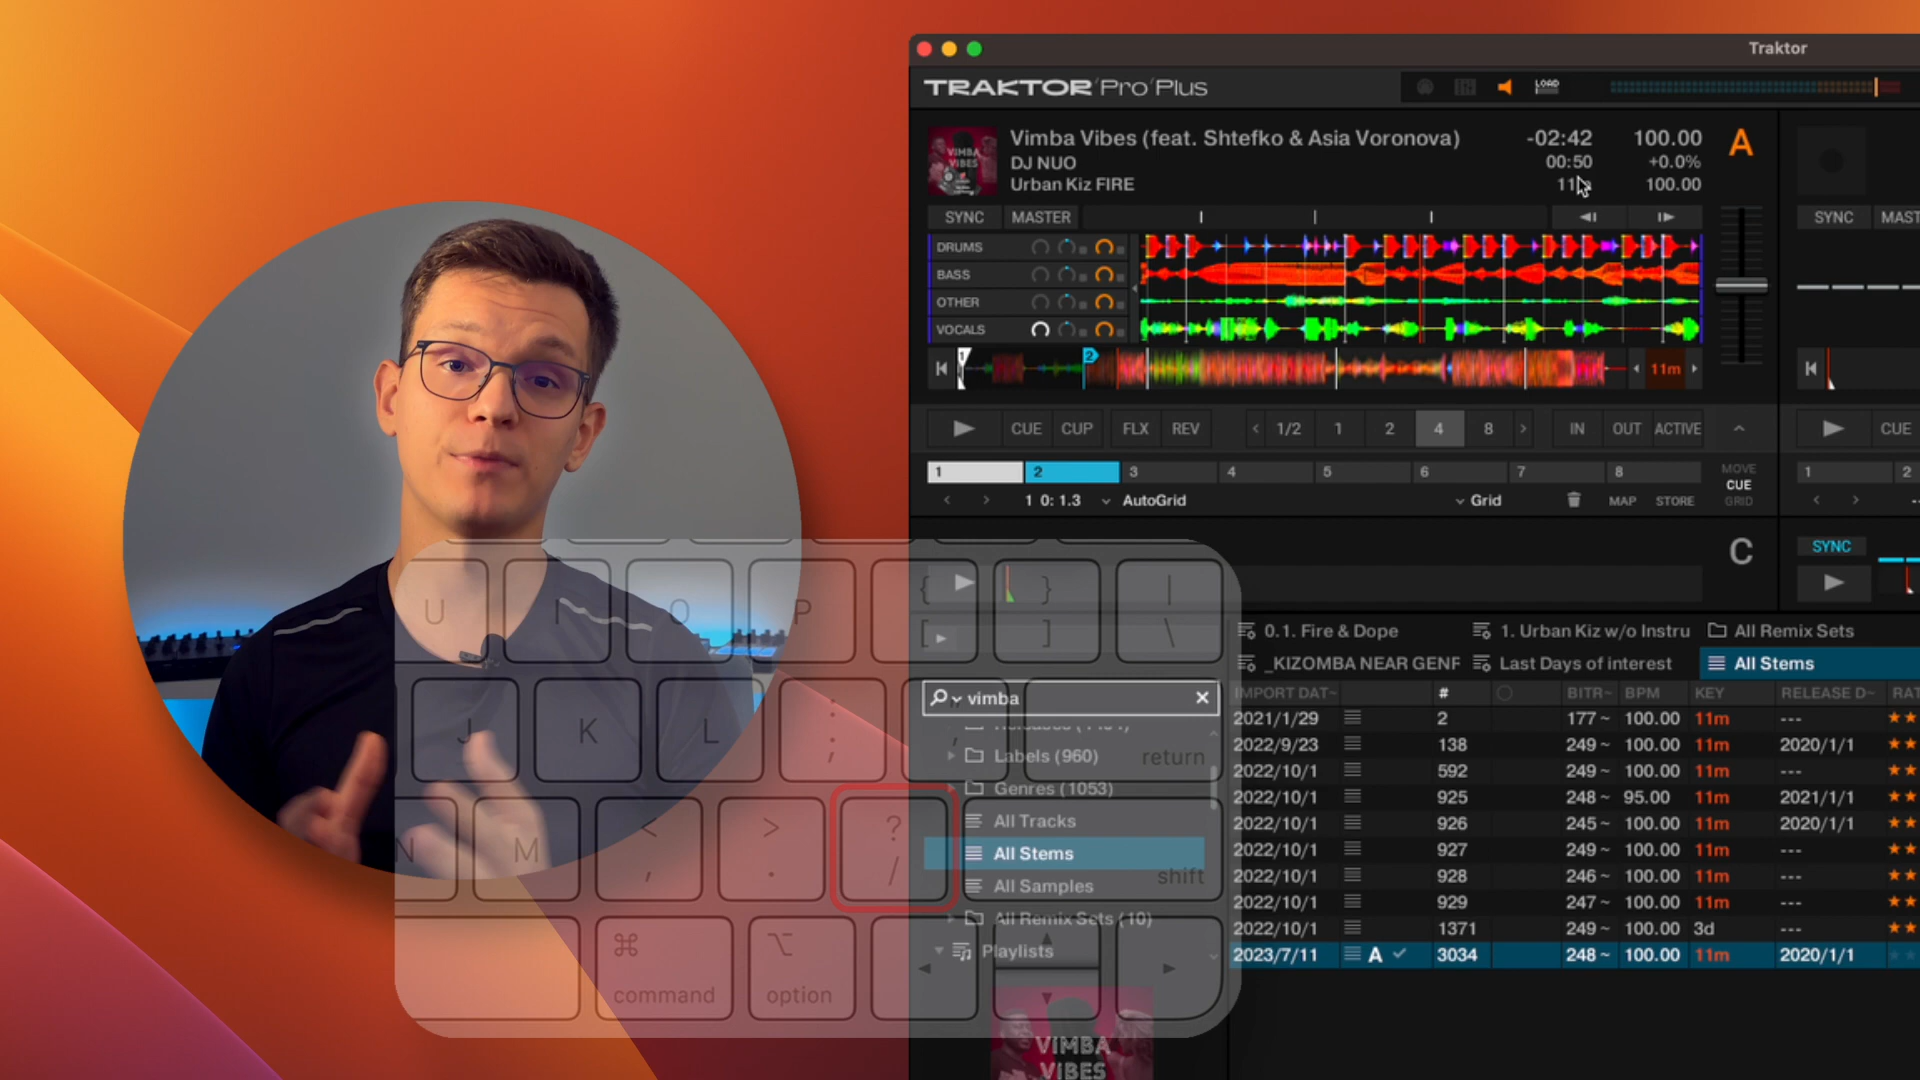 Traktor
TRAKTOR Pro Plus
LOAD
VIMBA
VIBES
Vimba Vibes (feat. Shtefko & Asia Voronova)
DJ NUO
Urban Kiz FIRE
-02:42
00:50
100.00
+0.0%
100.00
A
SYNC MASTER
SYNC
DRUMS
BASS
OTHER
VOCALS
1 2
11m
CUE CUP FLX REV 1/2 1 2 4 8 IN OUT ACTIVE
CUE
1 2 3 4 5 6 7 8
MOVE
CUE
GRID
1 2
1 0: 1.3 AutoGrid Grid MAP STORE
C
SYNC
{ } |
[ ] \
U I O P
J K L : ;
return
N M < , > . ? /
shift
⌘ command
⌥ option
vimba
Labels (960)
Genres (1053)
All Tracks
All Stems
All Samples
All Remix Sets (10)
Playlists
VIMBA
VIBES
0.1. Fire & Dope 1. Urban Kiz w/o Instru All Remix Sets
_KIZOMBA NEAR GENF Last Days of interest All Stems
IMPORT DAT~ # BITR~ BPM KEY RELEASE D~ RAT
2021/1/29 2 177 ~ 100.00 11m ---
2022/9/23 138 249 ~ 100.00 11m 2020/1/1
2022/10/1 592 249 ~ 100.00 11m ---
2022/10/1 925 248 ~ 95.00 11m 2021/1/1
2022/10/1 926 245 ~ 100.00 11m 2020/1/1
2022/10/1 927 249 ~ 100.00 11m ---
2022/10/1 928 246 ~ 100.00 11m ---
2022/10/1 929 247 ~ 100.00 11m ---
2022/10/1 1371 249 ~ 100.00 3d ---
2023/7/11 A 3034 248 ~ 100.00 11m 2020/1/1